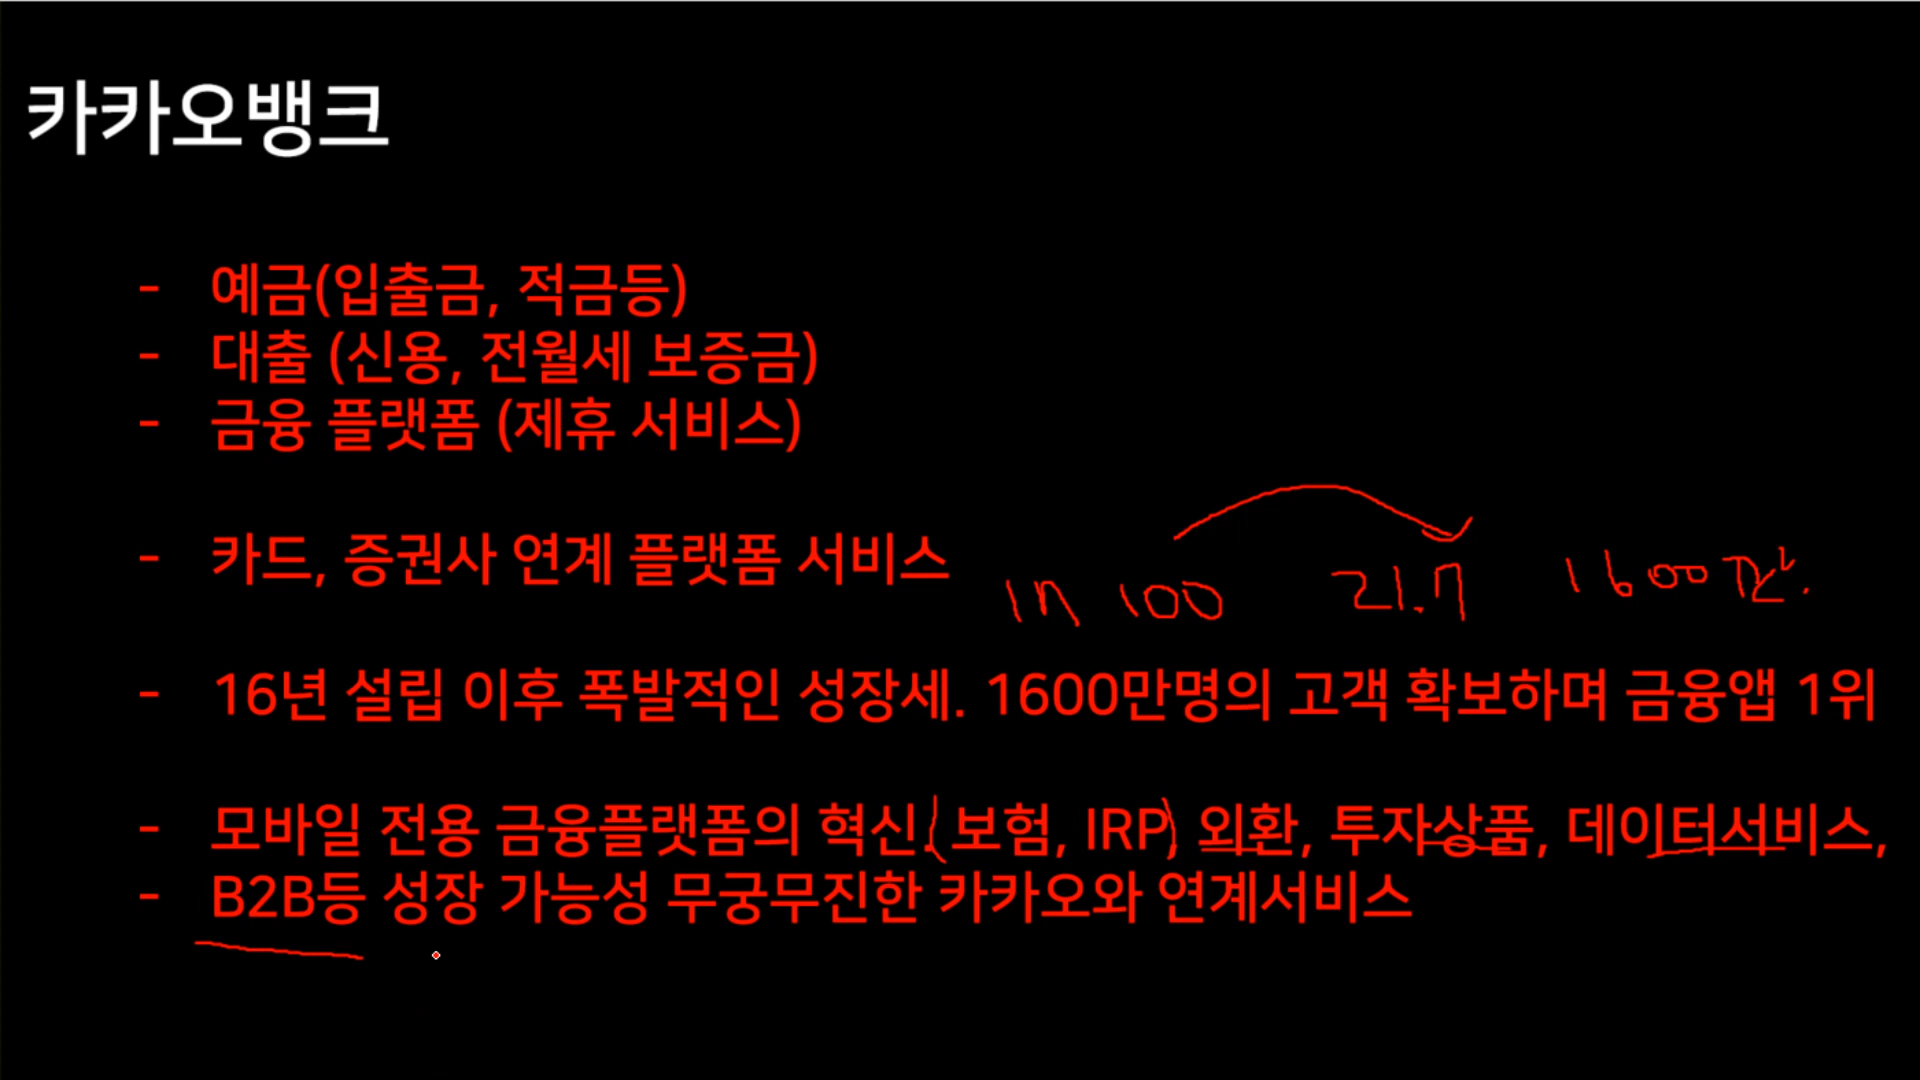 카카오뱅크
- 예금(입출금, 적금등)
- 대출 (신용, 전월세 보증금)
- 금융 플랫폼 (제휴 서비스)
- 카드, 증권사 연계 플랫폼 서비스
100 21.7 1600
- 16년 설립 이후 폭발적인 성장세. 1600만명의 고객 확보하며 금융앱 1위
- 모바일 전용 금융플랫폼의 혁신. (보험, IRP) 외환, 투자상품, 데이터서비스,
- B2B등 성장 가능성 무궁무진한 카카오와 연계서비스